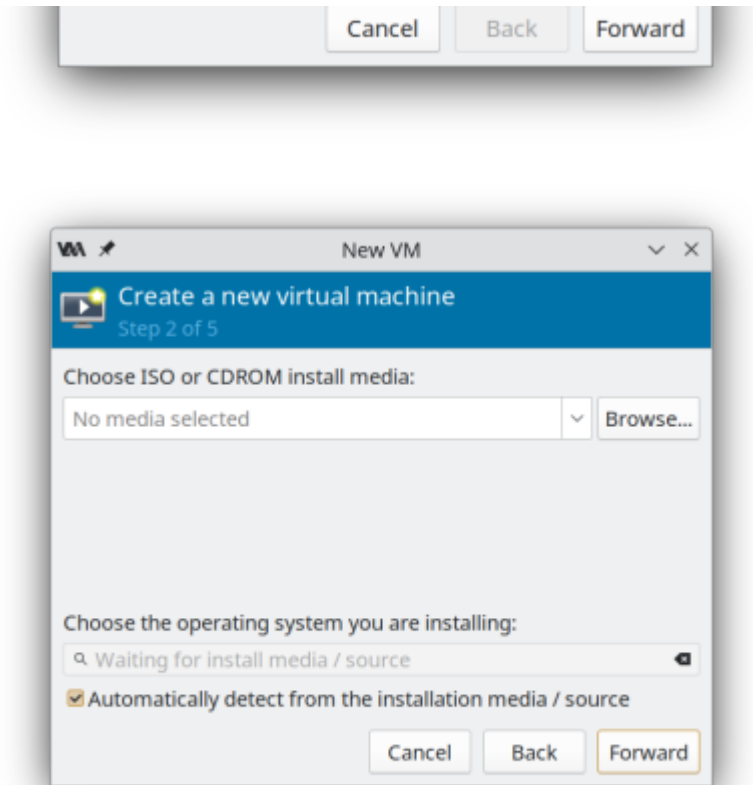 Cancel Back Forward
New VM
Create a new virtual machine
Step 2 of 5
Choose ISO or CDROM install media:
No media selected Browse...
Choose the operating system you are installing:
Waiting for install media / source
Automatically detect from the installation media / source
Cancel Back Forward